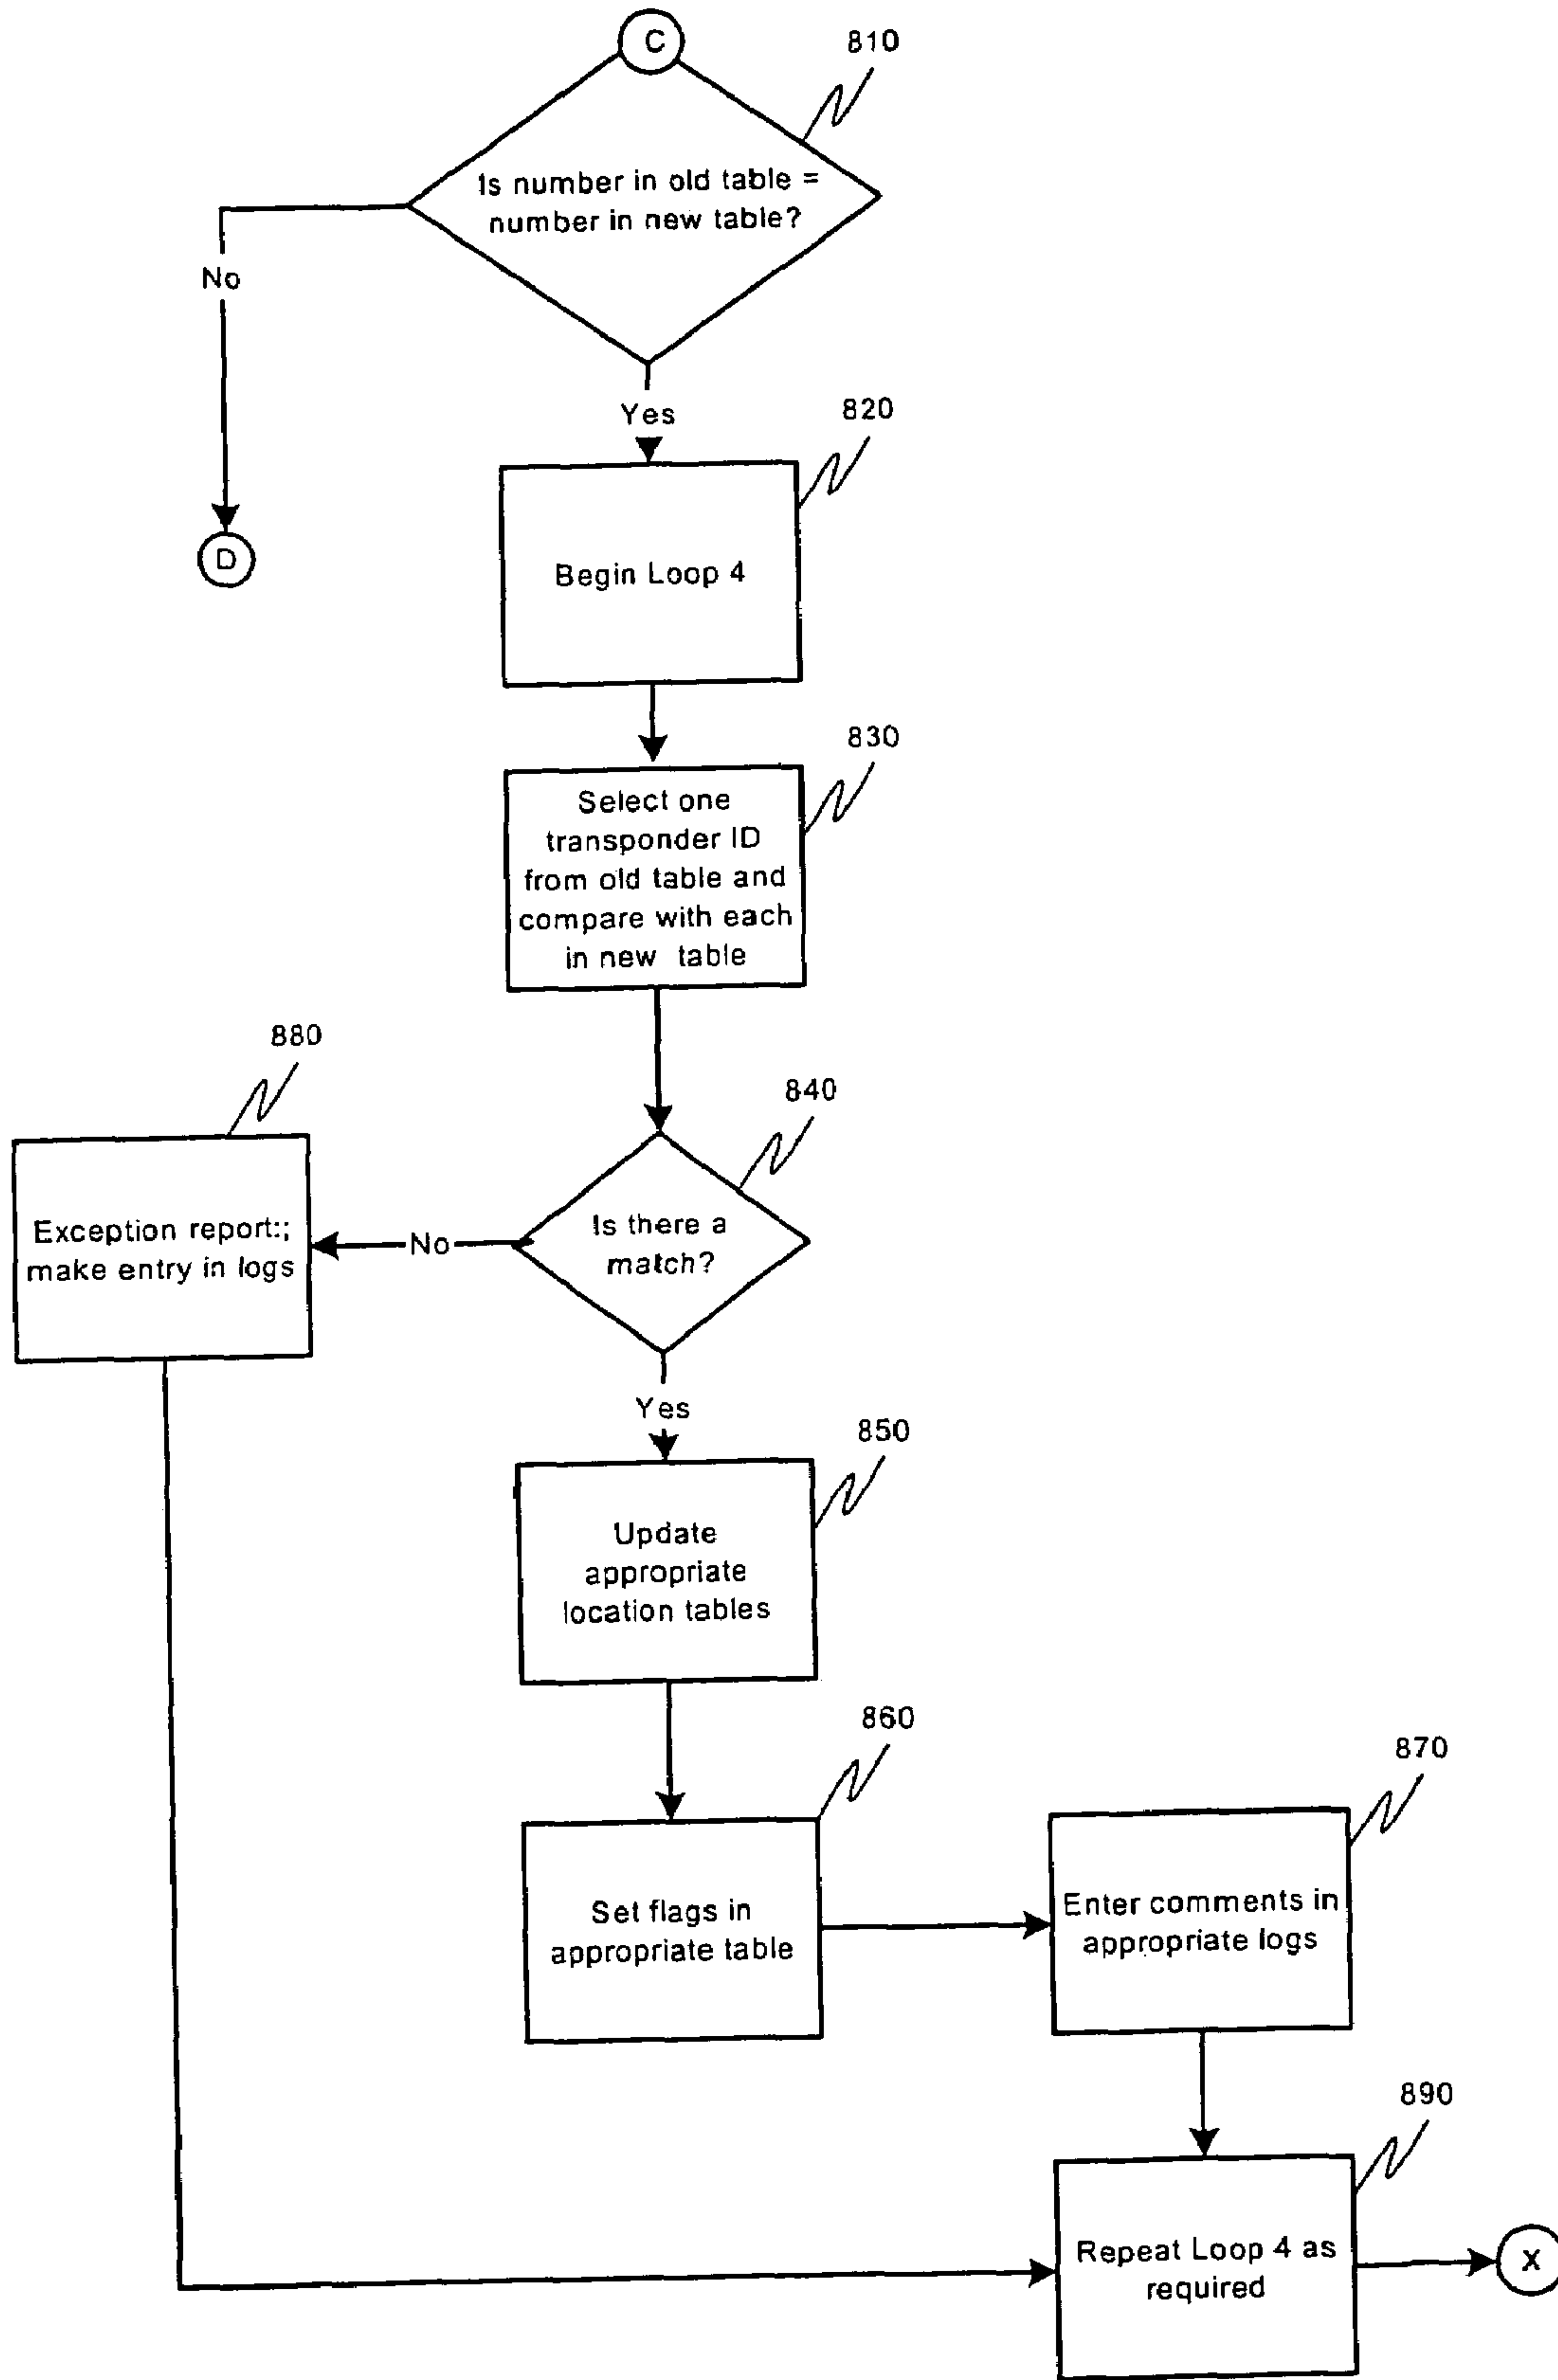 C
810
Is number in old table =
number in new table?
No
Yes
820
D
Begin Loop 4
830
Select one
transponder ID
from old table and
compare with each
in new table
880
840
Exception report:;
make entry in logs
No
Is there a
match?
Yes
850
Update
appropriate
location tables
860
870
Set flags in
appropriate table
Enter comments in
appropriate logs
890
Repeat Loop 4 as
required
X